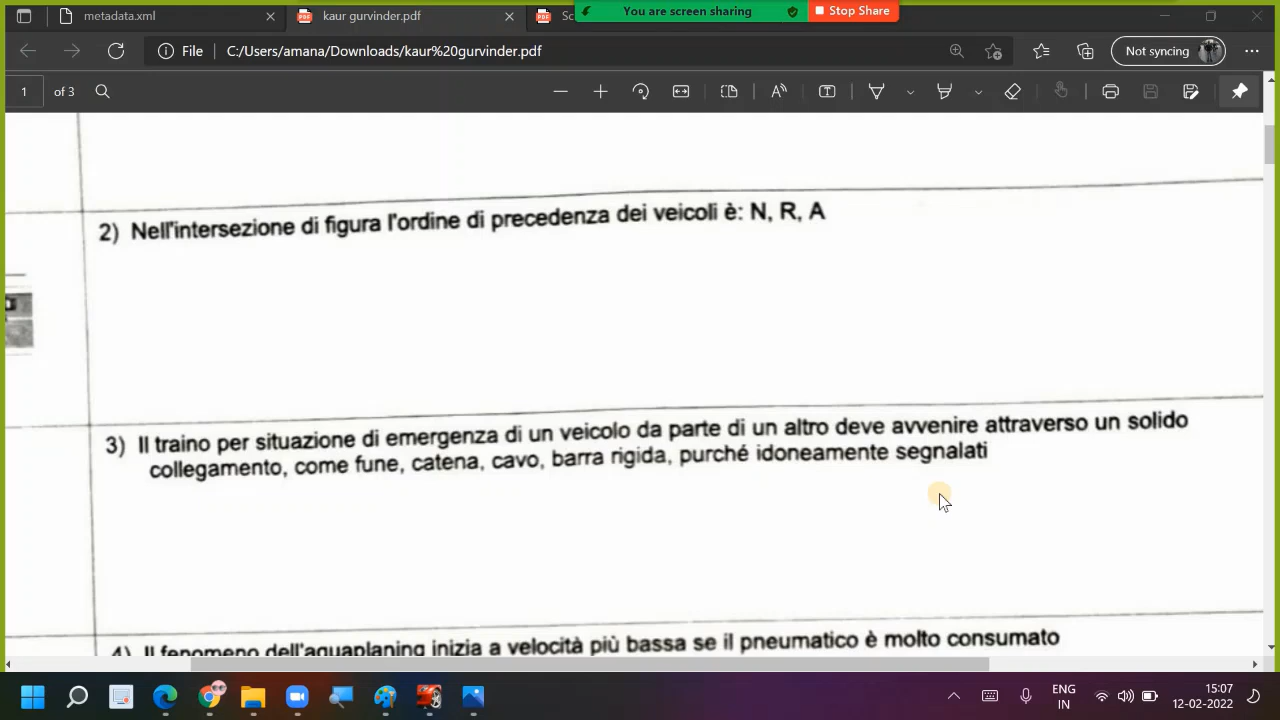 metadata.xml
kaur gurvinder.pdf
Sc
You are screen sharing
Stop Share
File
C:/Users/amana/Downloads/kaur%20gurvinder.pdf
Not syncing
1 of 3
2) Nell'intersezione di figura l'ordine di precedenza dei veicoli è: N, R, A
3) Il traino per situazione di emergenza di un veicolo da parte di un altro deve avvenire attraverso un solido
collegamento, come fune, catena, cavo, barra rigida, purché idoneamente segnalati
4) Il fenomeno dell'aquaplaning inizia a velocità più bassa se il pneumatico è molto consumato
ENG
IN
15:07
12-02-2022